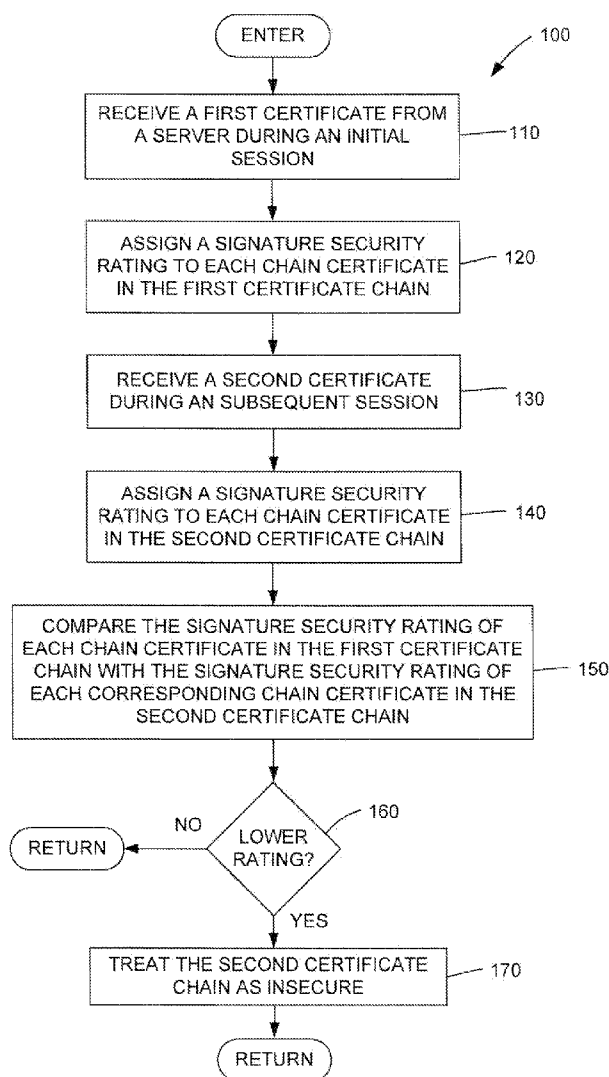 ENTER
100
RECEIVE A FIRST CERTIFICATE FROM
A SERVER DURING AN INITIAL
SESSION
110
ASSIGN A SIGNATURE SECURITY
RATING TO EACH CHAIN CERTIFICATE
IN THE FIRST CERTIFICATE CHAIN
120
RECEIVE A SECOND CERTIFICATE
DURING AN SUBSEQUENT SESSION
130
ASSIGN A SIGNATURE SECURITY
RATING TO EACH CHAIN CERTIFICATE
IN THE SECOND CERTIFICATE CHAIN
140
COMPARE THE SIGNATURE SECURITY RATING OF
EACH CHAIN CERTIFICATE IN THE FIRST CERTIFICATE
CHAIN WITH THE SIGNATURE SECURITY RATING OF
EACH CORRESPONDING CHAIN CERTIFICATE IN THE
SECOND CERTIFICATE CHAIN
150
160
NO
LOWER
RATING?
RETURN
YES
TREAT THE SECOND CERTIFICATE
CHAIN AS INSECURE
170
RETURN